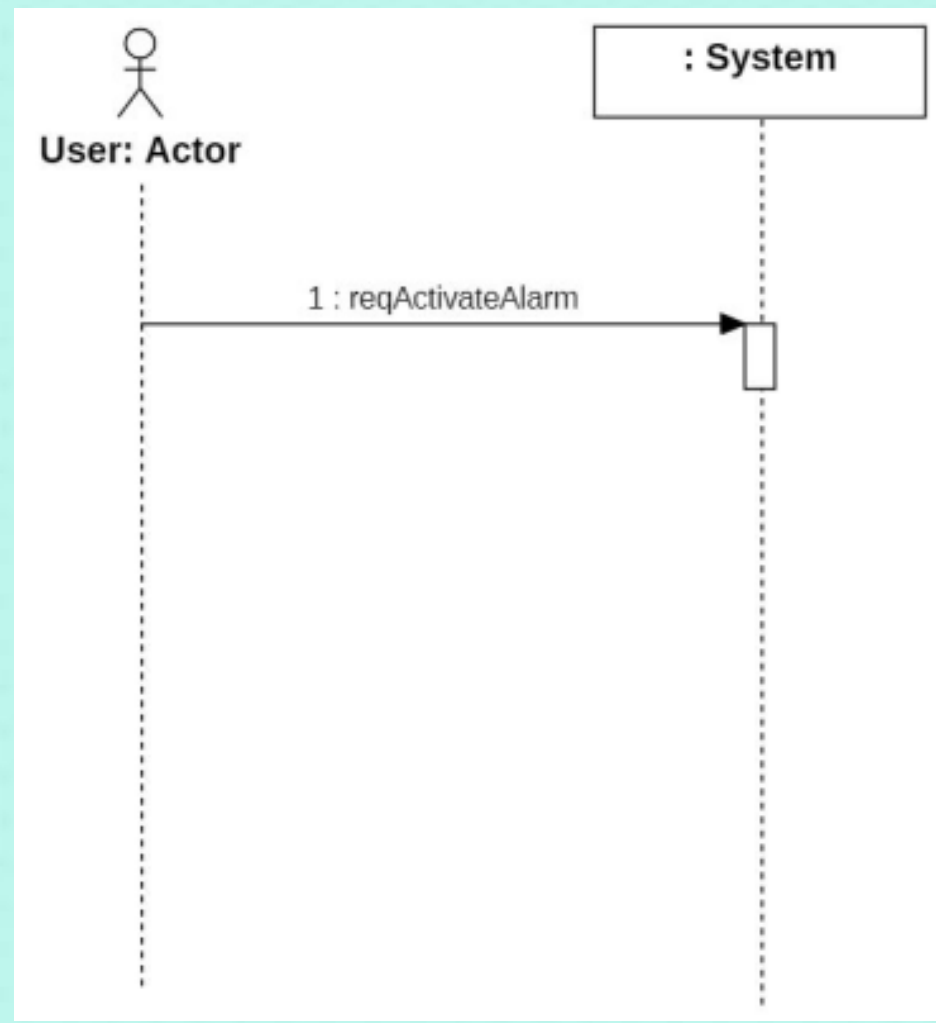 : System
User: Actor
1 : reqActivateAlarm